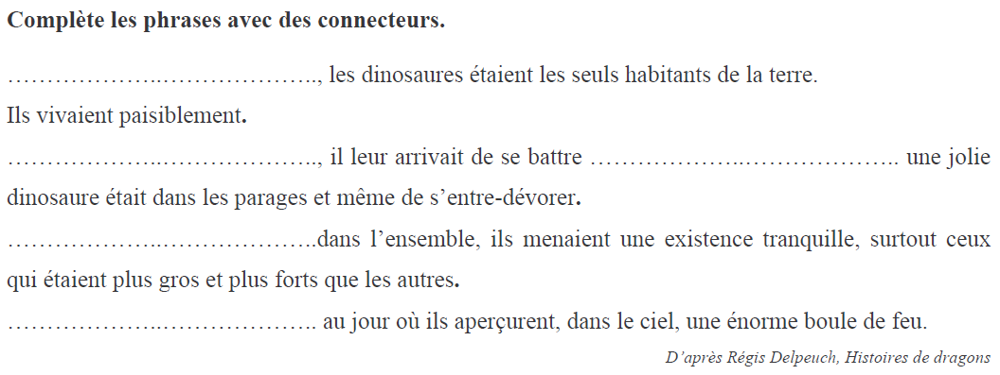 Complète les phrases avec des connecteurs.
………………..……………….., les dinosaures étaient les seuls habitants de la terre.
Ils vivaient paisiblement.
………………..……………….., il leur arrivait de se battre ………………..……………….. une jolie
dinosaure était dans les parages et même de s’entre-dévorer.
………………..………………..dans l’ensemble, ils menaient une existence tranquille, surtout ceux
qui étaient plus gros et plus forts que les autres.
………………..……………….. au jour où ils aperçurent, dans le ciel, une énorme boule de feu.
D’après Régis Delpeuch, Histoires de dragons